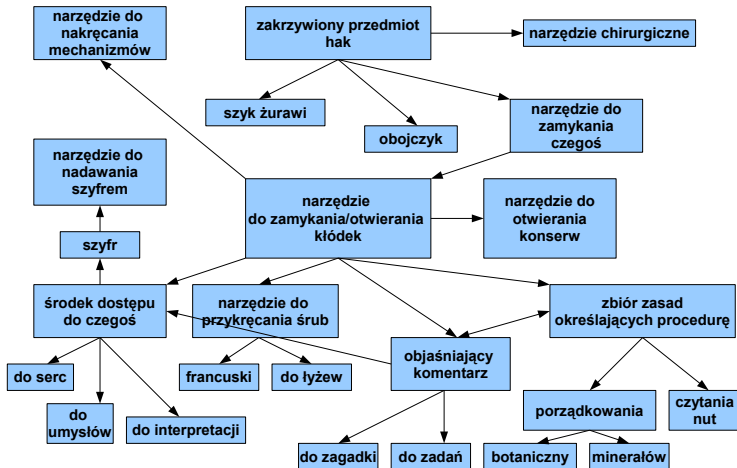 narzędzie do
nakręcania
mechanizmów
zakrzywiony przedmiot
hak
narzędzie chirurgiczne
szyk żurawi
obojczyk
narzędzie do
zamykania
czegoś
narzędzie do
nadawania
szyfrem
szyfr
narzędzie
do zamykania/otwierania
kłódek
narzędzie do
otwierania
konserw
środek dostępu
do czegoś
narzędzie do
przykręcania śrub
zbiór zasad
określających procedurę
objaśniający
komentarz
do serc
do
umysłów
do interpretacji
francuski
do łyżew
porządkowania
czytania
nut
do zagadki
do zadań
botaniczny
minerałów